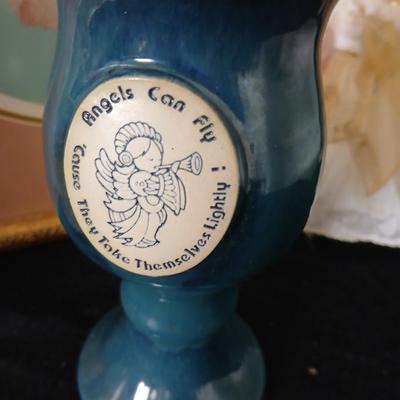 Angels Can Fly !
'Cause They Take Themselves Lightly !